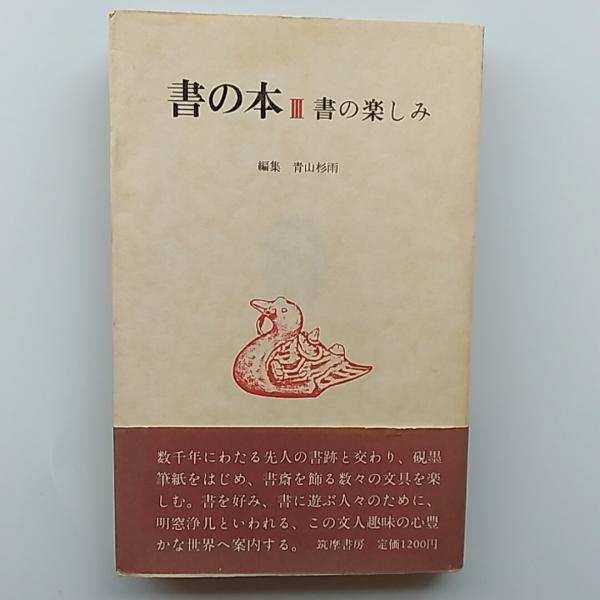 書の本 Ⅲ 書の楽しみ
編集 青山杉雨
数千年にわたる先人の書跡と交わり、硯墨
筆紙をはじめ、書斎を飾る数々の文具を楽
しむ。書を好み、書に遊ぶ人々のために、
明窓浄几といわれる、この文人趣味の心豊
かな世界へ案内する。 筑摩書房 定価1200円